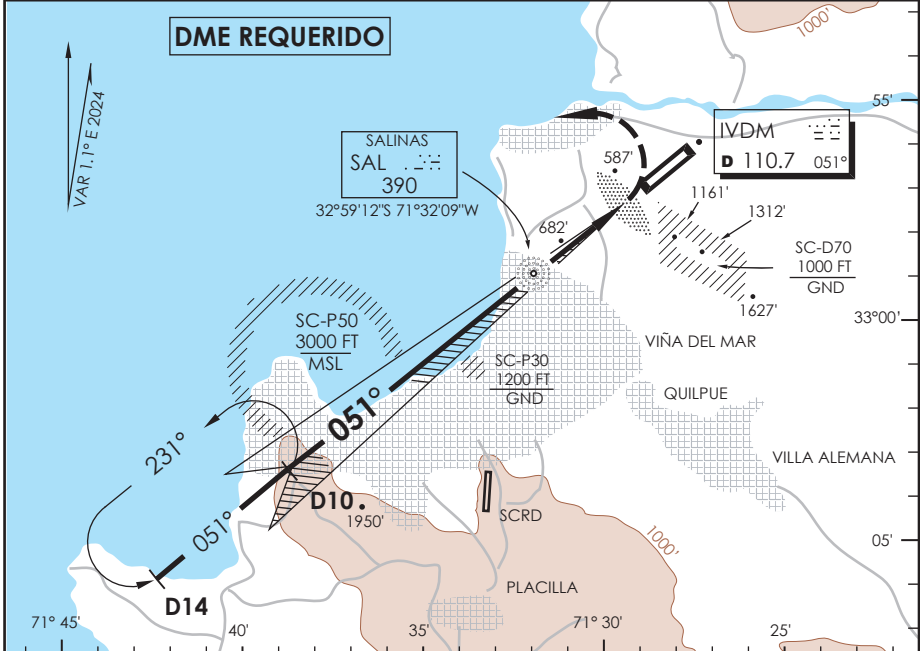 DME REQUERIDO
1000'
VAR 1.1° E 2024
55'
IVDM
D 110.7 051°
SALINAS
SAL
390
32°59'12"S 71°32'09"W
587'
1161'
1312'
682'
SC-D70
1000 FT
GND
1627'
SC-P50
3000 FT
MSL
33°00'
VIÑA DEL MAR
SC-P30
1200 FT
GND
QUILPUE
051°
231°
VILLA ALEMANA
D10
1950'
SCRD
051°
1000'
05'
PLACILLA
D14
71° 45'
40'
35'
71° 30'
25'